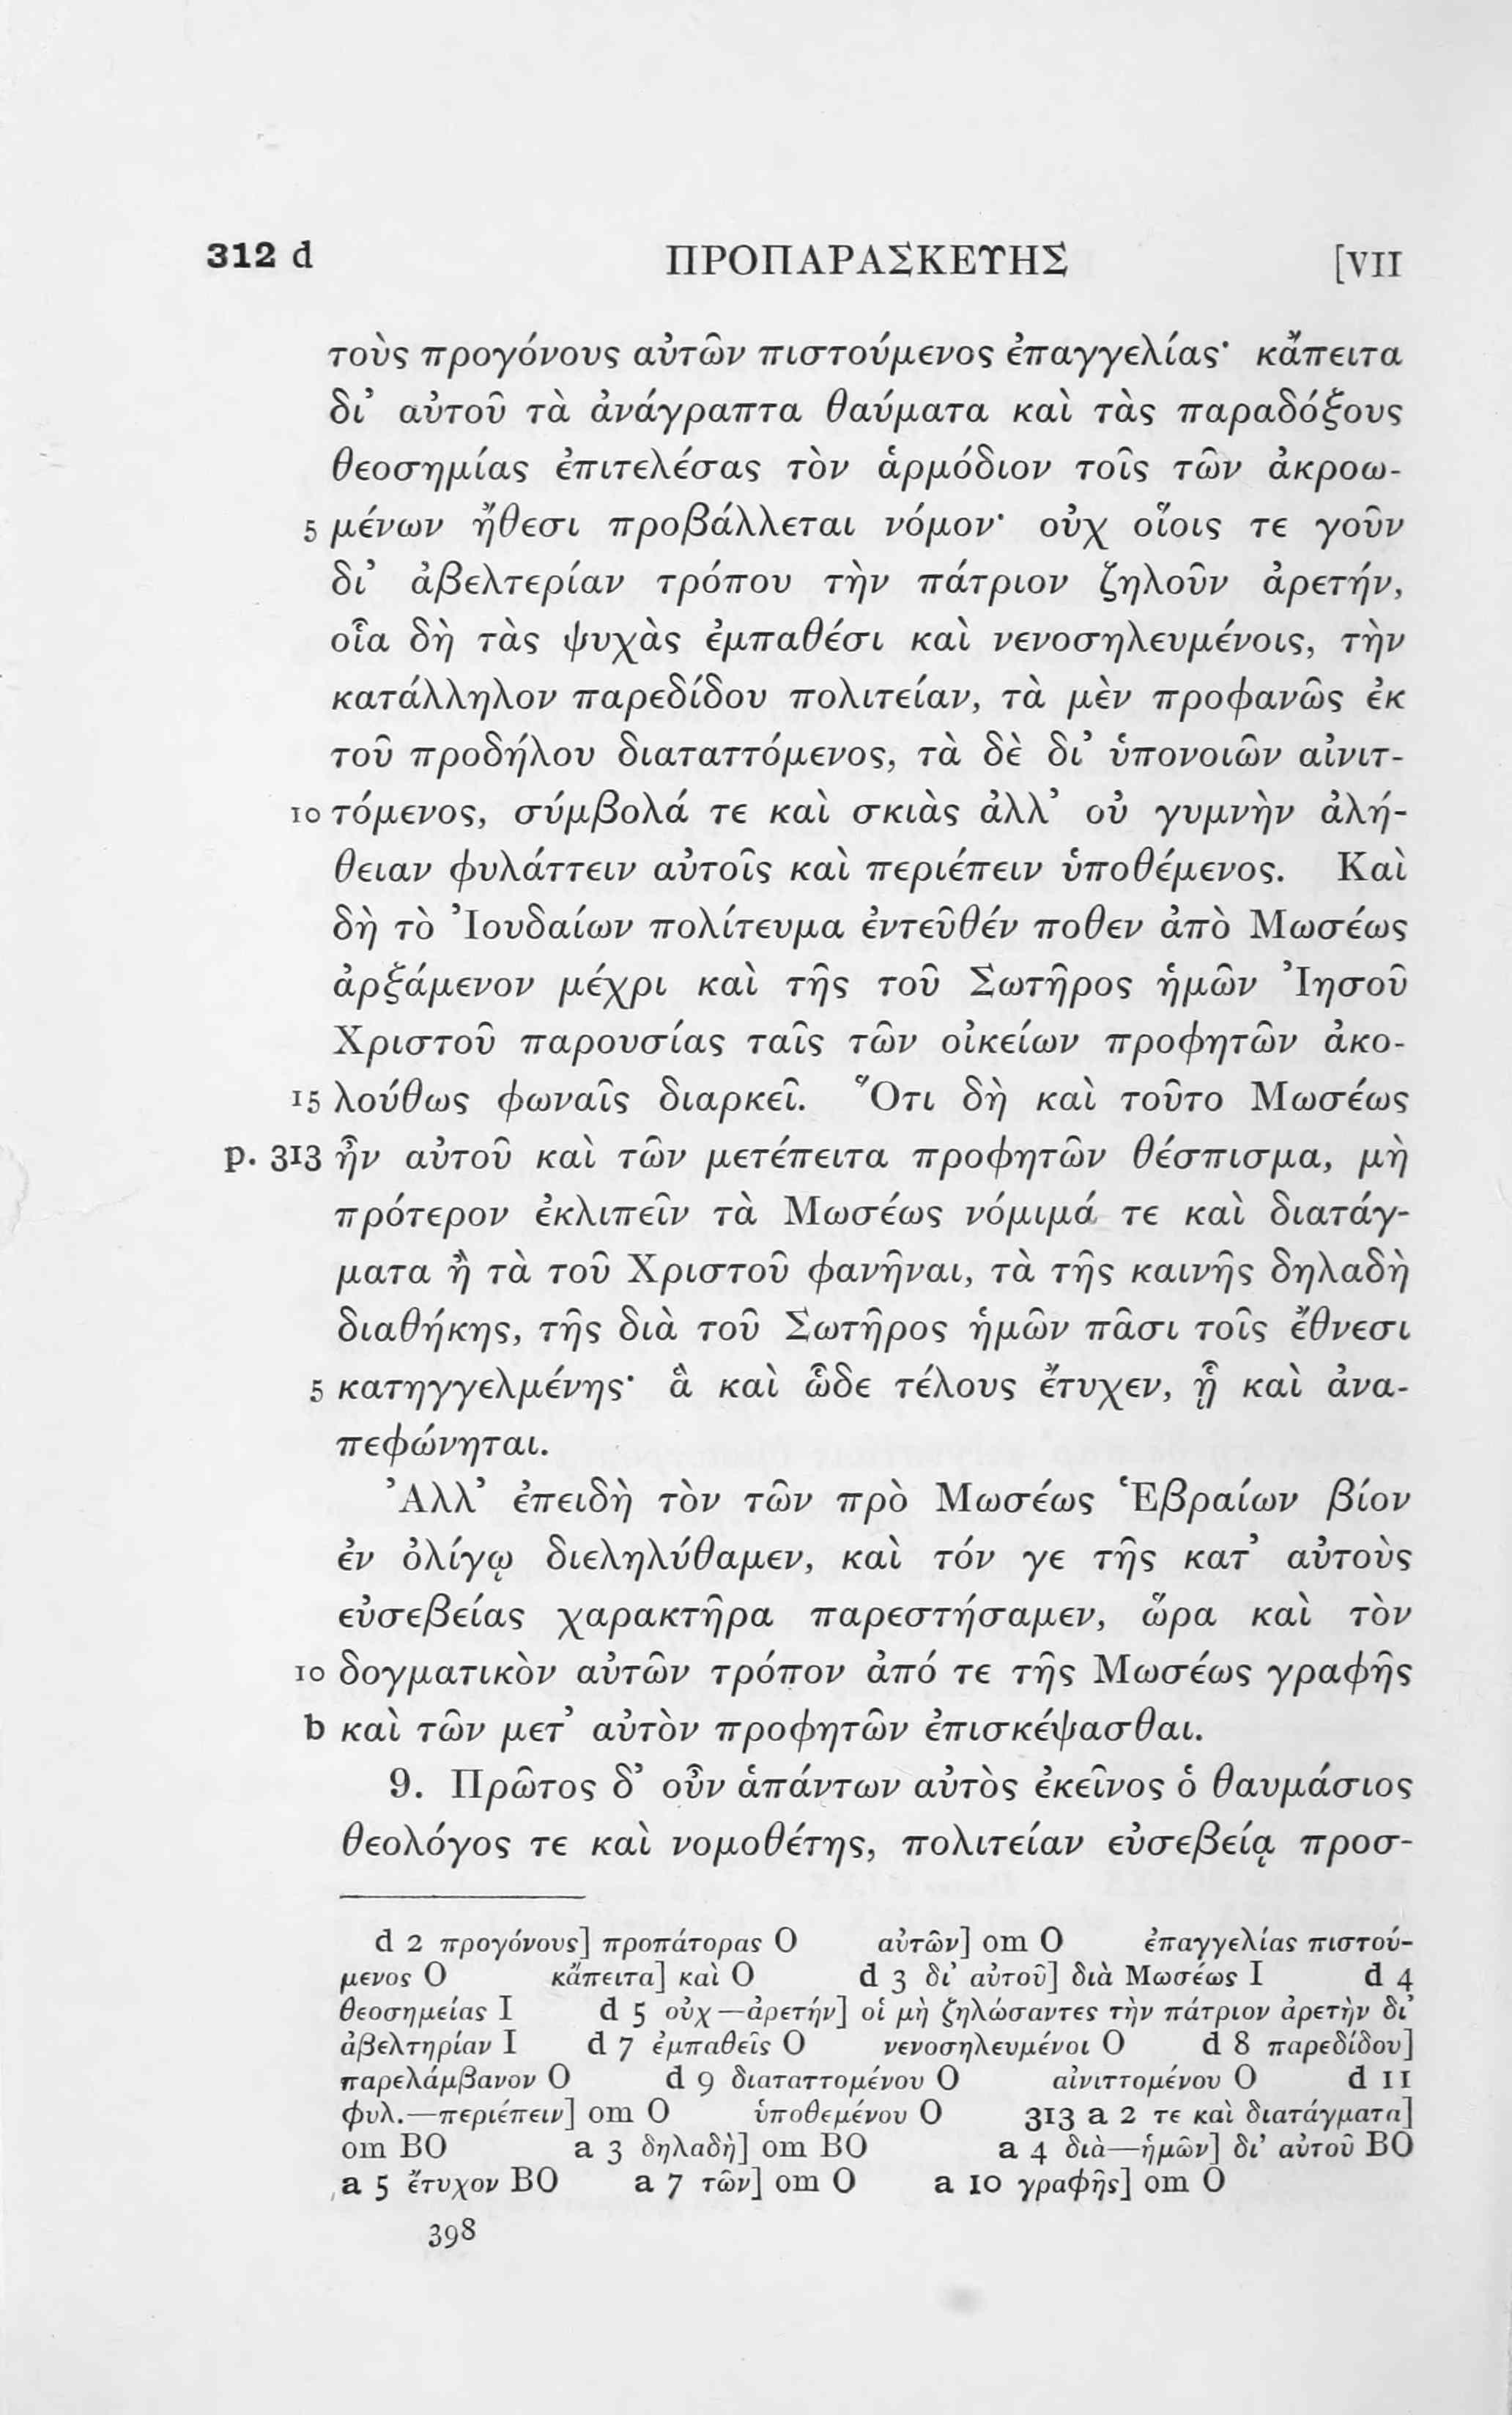 312 d ΠΡΟΠΑΡΑΣΚΕΥΗΣ [VII
τοὺς προγόνους αὐτῶν πιστούμενος ἐπαγγελίας· κἄπειτα
δι’ αὐτοῦ τὰ ἀνάγραπτα θαύματα καὶ τὰς παραδόξους
θεοσημίας ἐπιτελέσας τὸν ἁρμόδιον τοῖς τῶν ἀκροω-
5 μένων ἤθεσι προβάλλεται νόμον· οὐχ οἵοις τε γοῦν
δι’ ἀβελτερίαν τρόπου τὴν πάτριον ζηλοῦν ἀρετήν,
οἷα δὴ τὰς ψυχὰς ἐμπαθέσι καὶ νενοσηλευμένοις, τὴν
κατάλληλον παρεδίδου πολιτείαν, τὰ μὲν προφανῶς ἐκ
τοῦ προδήλου διαταττόμενος, τὰ δὲ δι’ ὑπονοιῶν αἰνιτ-
10 τόμενος, σύμβολά τε καὶ σκιὰς ἀλλ’ οὐ γυμνὴν ἀλή-
θειαν φυλάττειν αὐτοῖς καὶ περιέπειν ὑποθέμενος. Καὶ
δὴ τὸ Ἰουδαίων πολίτευμα ἐντεῦθέν ποθεν ἀπὸ Μωσέως
ἀρξάμενον μέχρι καὶ τῆς τοῦ Σωτῆρος ἡμῶν Ἰησοῦ
Χριστοῦ παρουσίας ταῖς τῶν οἰκείων προφητῶν ἀκο-
15 λούθως φωναῖς διαρκεῖ. Ὅτι δὴ καὶ τοῦτο Μωσέως
p. 313 ἦν αὐτοῦ καὶ τῶν μετέπειτα προφητῶν θέσπισμα, μὴ
πρότερον ἐκλιπεῖν τὰ Μωσέως νόμιμά τε καὶ διατάγ-
ματα ἢ τὰ τοῦ Χριστοῦ φανῆναι, τὰ τῆς καινῆς δηλαδὴ
διαθήκης, τῆς διὰ τοῦ Σωτῆρος ἡμῶν πᾶσι τοῖς ἔθνεσι
5 κατηγγελμένης· ἃ καὶ ὧδε τέλους ἔτυχεν, ᾗ καὶ ἀνα-
πεφώνηται.
Ἀλλ’ ἐπειδὴ τὸν τῶν πρὸ Μωσέως Ἑβραίων βίον
ἐν ὀλίγῳ διεληλύθαμεν, καὶ τόν γε τῆς κατ’ αὐτοὺς
εὐσεβείας χαρακτῆρα παρεστήσαμεν, ὥρα καὶ τὸν
10 δογματικὸν αὐτῶν τρόπον ἀπό τε τῆς Μωσέως γραφῆς
b καὶ τῶν μετ’ αὐτὸν προφητῶν ἐπισκέψασθαι.
9. Πρῶτος δ’ οὖν ἁπάντων αὐτὸς ἐκεῖνος ὁ θαυμάσιος
θεολόγος τε καὶ νομοθέτης, πολιτείαν εὐσεβείᾳ προσ-
d 2 προγόνους] προπάτορας O αὐτῶν] om O ἐπαγγελίας πιστού-
μενος O κἄπειτα] καὶ O d 3 δι’ αὐτοῦ] διὰ Μωσέως I d 4
θεοσημείας I d 5 οὐχ—ἀρετήν] οἱ μὴ ζηλώσαντες τὴν πάτριον ἀρετὴν δι’
ἀβελτηρίαν I d 7 ἐμπαθεῖς O νενοσηλευμένοι O d 8 παρεδίδου]
παρελάμβανον O d 9 διαταττομένου O αἰνιττομένου O d 11
φυλ.—περιέπειν] om O ὑποθεμένου O 313 a 2 τε καὶ διατάγματα]
om BO a 3 δηλαδὴ] om BO a 4 διὰ—ἡμῶν] δι’ αὐτοῦ BO
a 5 ἔτυχον BO a 7 τῶν] om O a 10 γραφῆς] om O
398